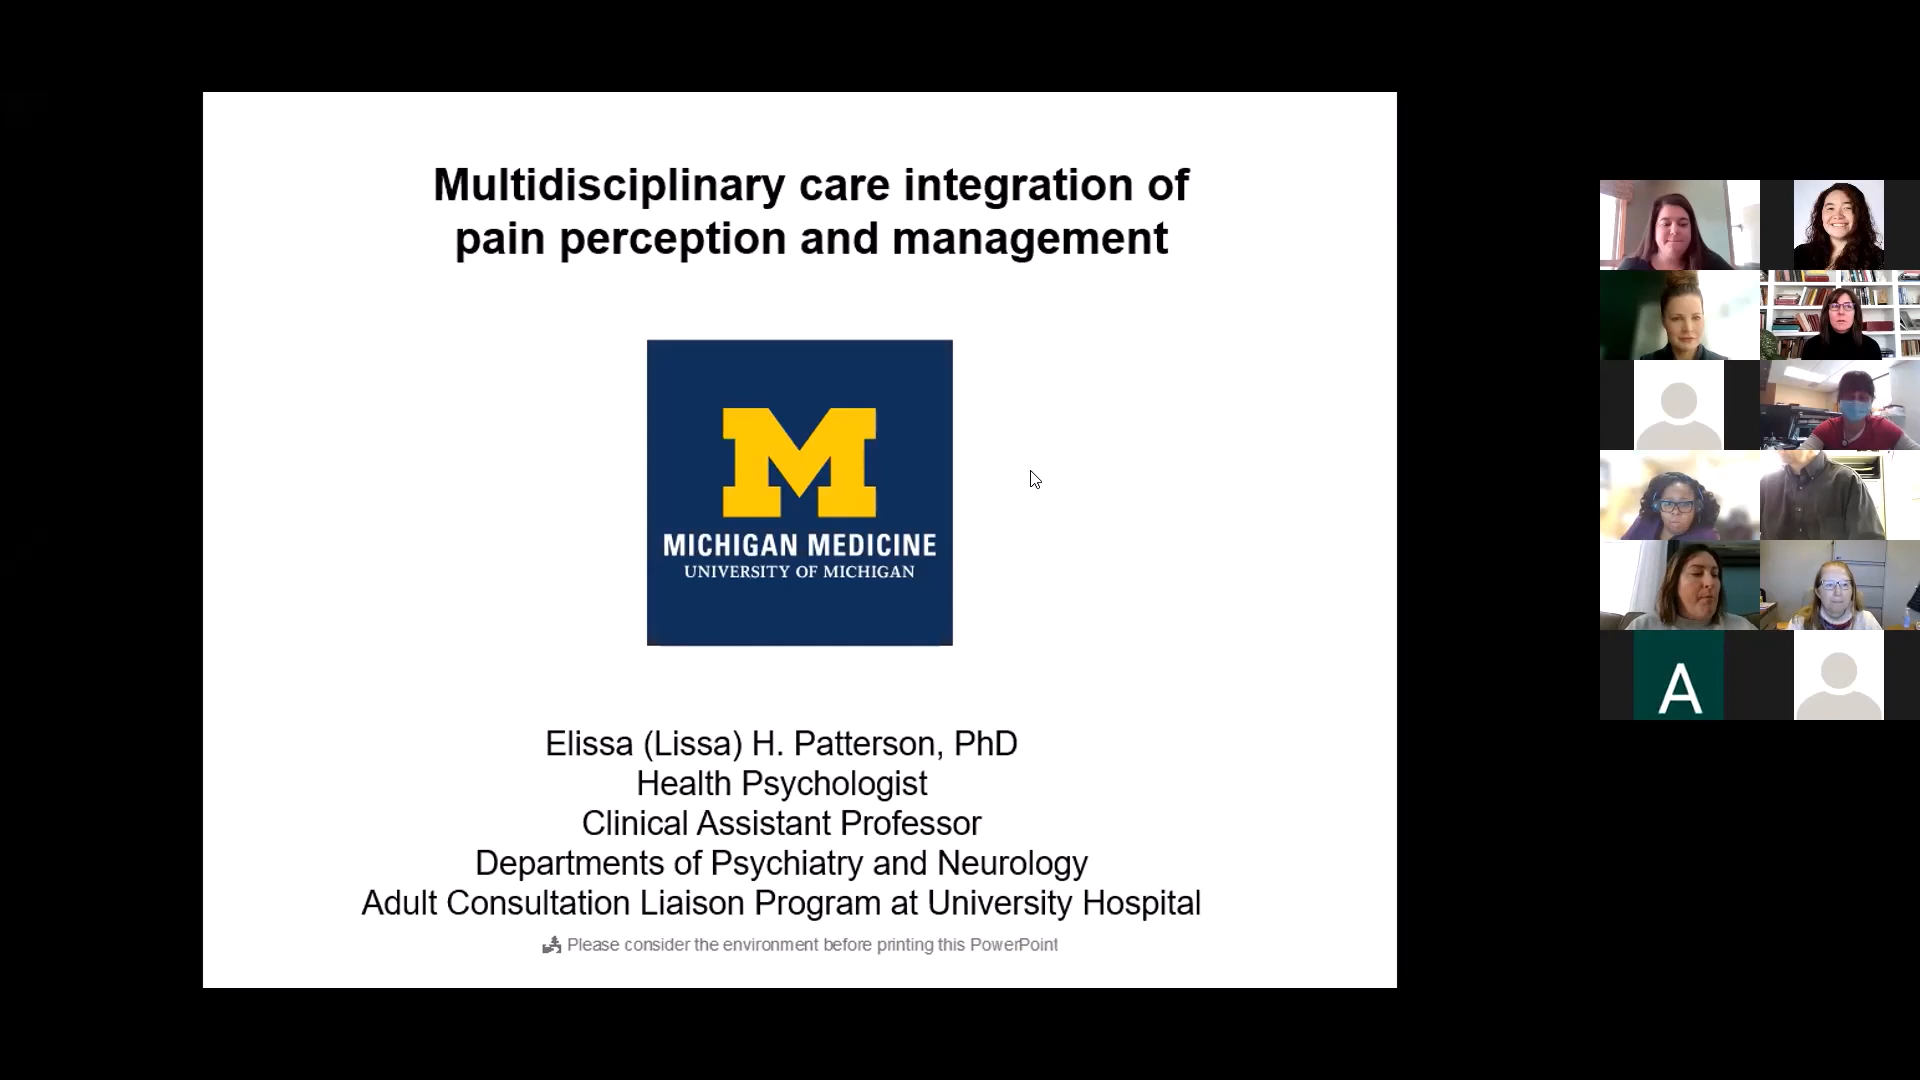 Multidisciplinary care integration of
pain perception and management
M
MICHIGAN MEDICINE
UNIVERSITY OF MICHIGAN
Elissa (Lissa) H. Patterson, PhD
Health Psychologist
Clinical Assistant Professor
Departments of Psychiatry and Neurology
Adult Consultation Liaison Program at University Hospital
Please consider the environment before printing this PowerPoint
A